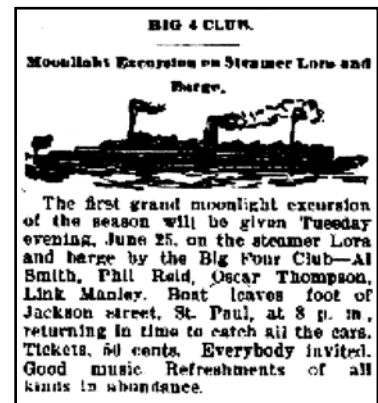 BIG 4 CLUB.
Moonlight Excursion on Steamer Lora and
Barge.
The first grand moonlight excursion
of the season will be given Tuesday
evening, June 25, on the steamer Lora
and barge by the Big Four Club—Al
Smith, Phil Reid, Oscar Thompson,
Link Manley. Boat leaves foot of
Jackson street, St. Paul, at 8 p. m.,
returning in time to catch all the cars.
Tickets, 50 cents. Everybody invited.
Good music Refreshments of all
kinds in abundance.